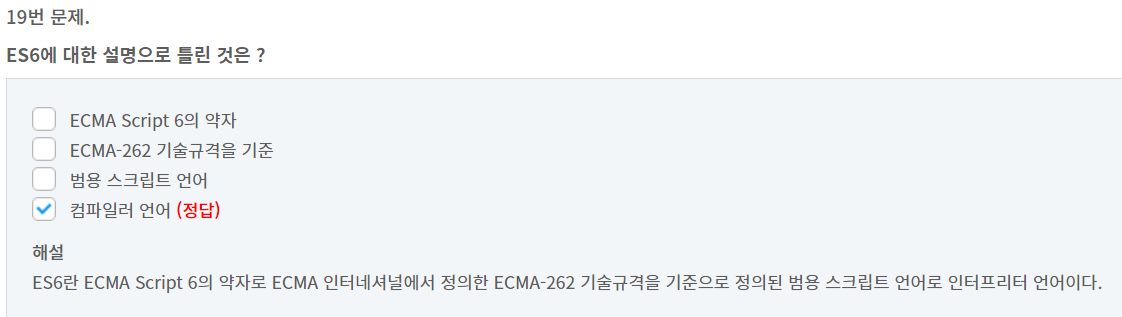 19번 문제.
ES6에 대한 설명으로 틀린 것은 ?
ECMA Script 6의 약자
ECMA-262 기술규격을 기준
범용 스크립트 언어
컴파일러 언어 (정답)
해설
ES6란 ECMA Script 6의 약자로 ECMA 인터네셔널에서 정의한 ECMA-262 기술규격을 기준으로 정의된 범용 스크립트 언어로 인터프리터 언어이다.